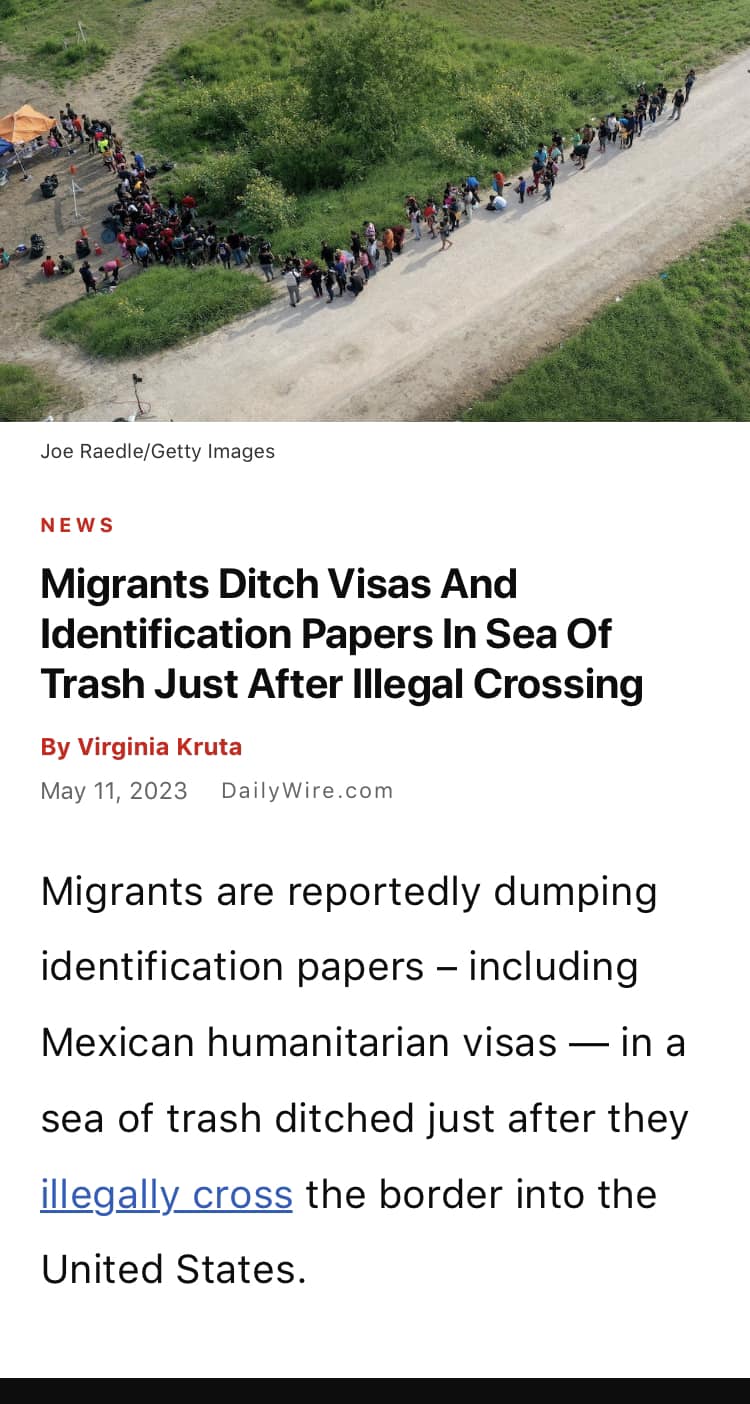 Joe Raedle/Getty Images
NEWS
Migrants Ditch Visas And
Identification Papers In Sea Of
Trash Just After Illegal Crossing
By Virginia Kruta
May 11, 2023 DailyWire.com
Migrants are reportedly dumping
identification papers – including
Mexican humanitarian visas — in a
sea of trash ditched just after they
illegally cross the border into the
United States.